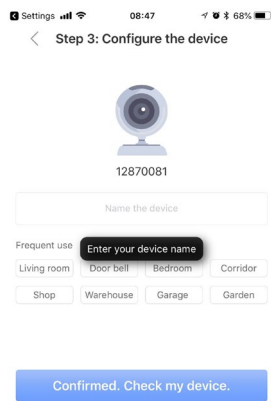 Settings 08:47 68%
Step 3: Configure the device
12870081
Name the device
Frequent use
Enter your device name
Living room Door bell Bedroom Corridor
Shop Warehouse Garage Garden
Confirmed. Check my device.